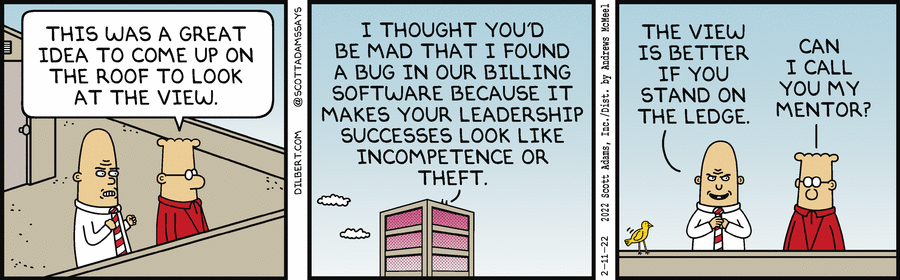 THIS WAS A GREAT
IDEA TO COME UP ON
THE ROOF TO LOOK
AT THE VIEW.
DILBERT.COM @SCOTTADAMSSAYS
I THOUGHT YOU'D
BE MAD THAT I FOUND
A BUG IN OUR BILLING
SOFTWARE BECAUSE IT
MAKES YOUR LEADERSHIP
SUCCESSES LOOK LIKE
INCOMPETENCE OR
THEFT.
2-11-22 2022 Scott Adams, Inc./Dist. by Andrews McMeel
THE VIEW
IS BETTER
IF YOU
STAND ON
THE LEDGE.
CAN
I CALL
YOU MY
MENTOR?